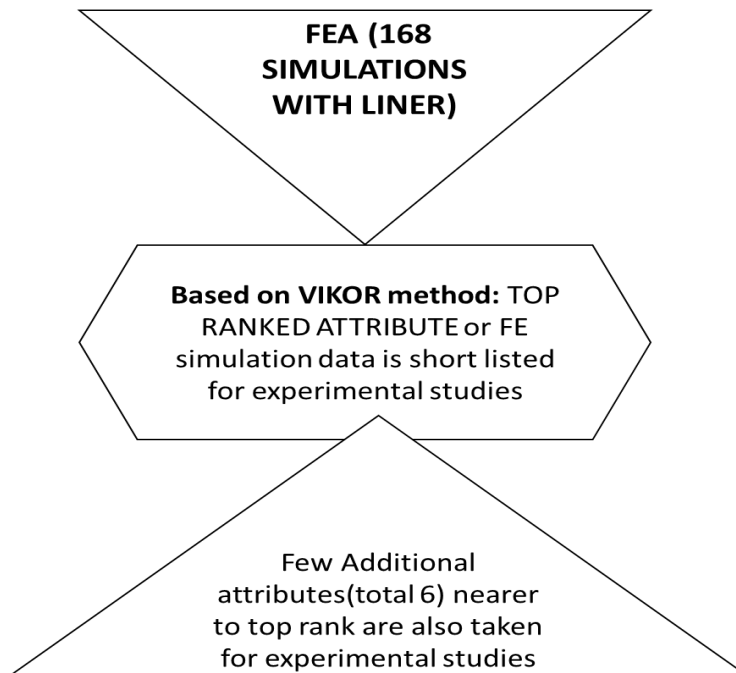 FEA (168
SIMULATIONS
WITH LINER)
Based on VIKOR method: TOP
RANKED ATTRIBUTE or FE
simulation data is short listed
for experimental studies
Few Additional
attributes(total 6) nearer
to top rank are also taken
for experimental studies